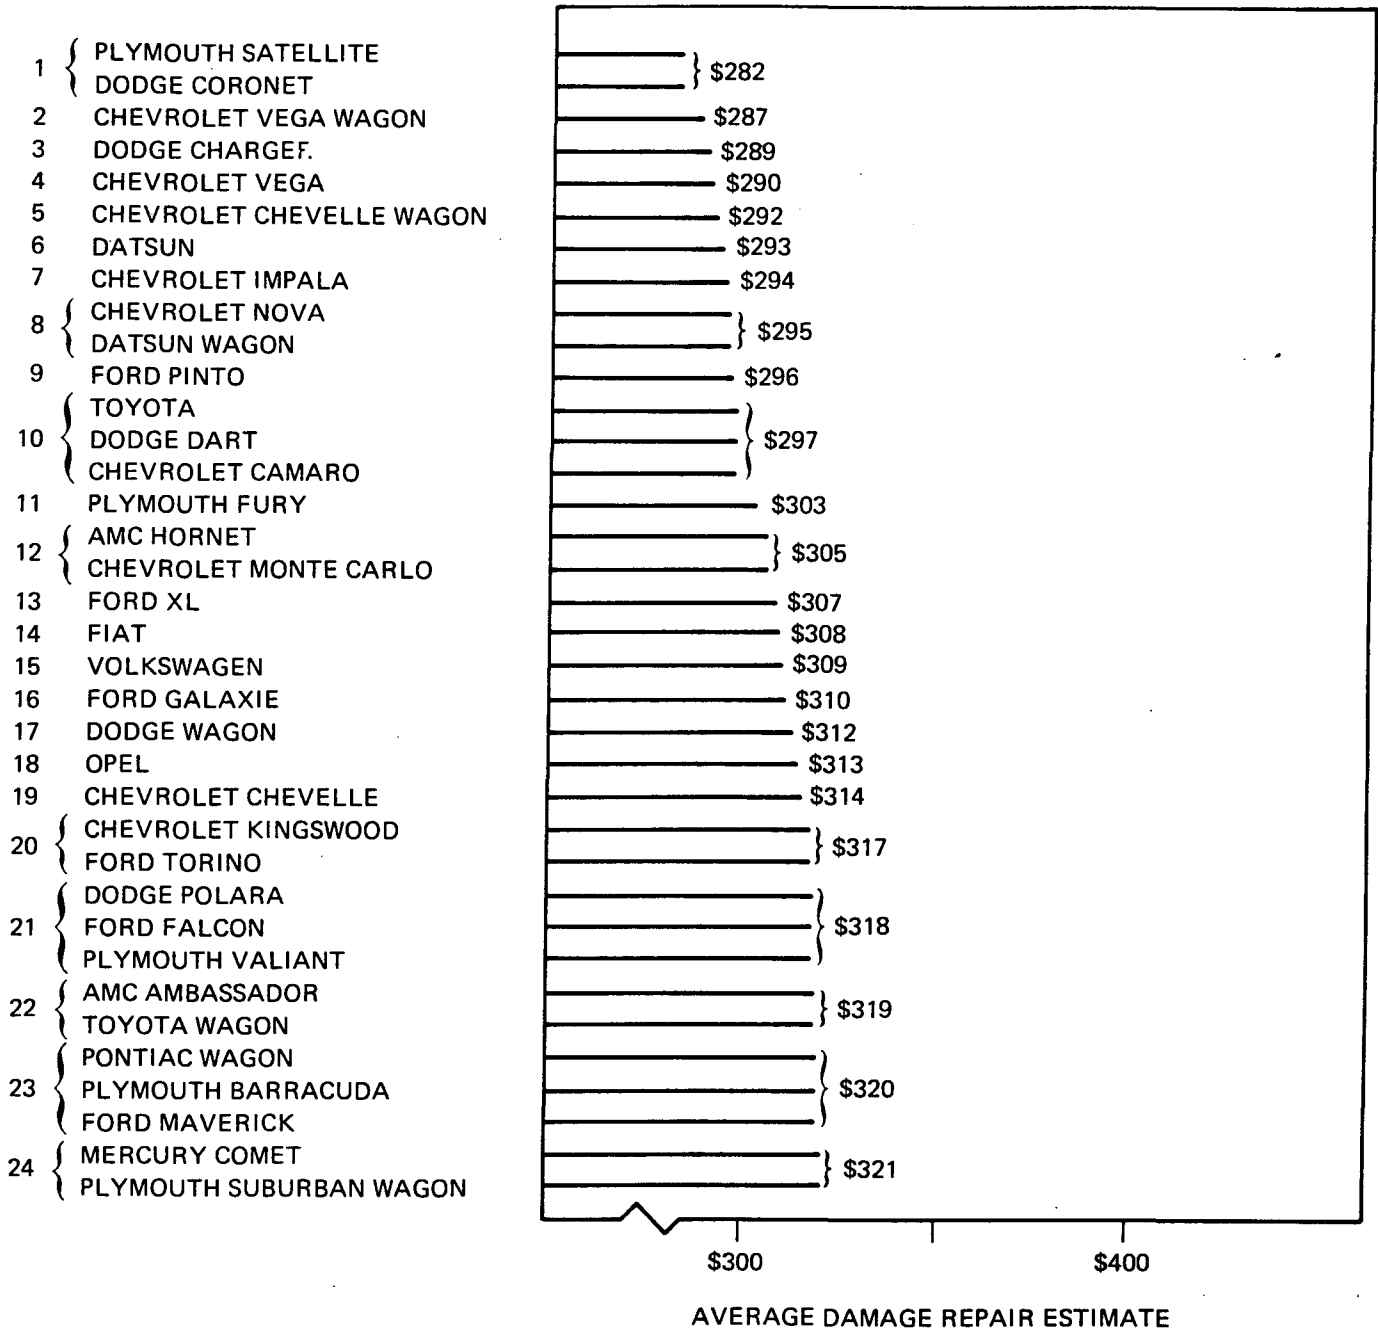 1 PLYMOUTH SATELLITE $282
DODGE CORONET
2 CHEVROLET VEGA WAGON $287
3 DODGE CHARGEF. $289
4 CHEVROLET VEGA $290
5 CHEVROLET CHEVELLE WAGON $292
6 DATSUN $293
7 CHEVROLET IMPALA $294
8 CHEVROLET NOVA $295
DATSUN WAGON
9 FORD PINTO $296
TOYOTA
10 DODGE DART $297
CHEVROLET CAMARO
11 PLYMOUTH FURY $303
12 AMC HORNET $305
CHEVROLET MONTE CARLO
13 FORD XL $307
14 FIAT $308
15 VOLKSWAGEN $309
16 FORD GALAXIE $310
17 DODGE WAGON $312
18 OPEL $313
19 CHEVROLET CHEVELLE $314
20 CHEVROLET KINGSWOOD $317
FORD TORINO
DODGE POLARA
21 FORD FALCON $318
PLYMOUTH VALIANT
22 AMC AMBASSADOR $319
TOYOTA WAGON
PONTIAC WAGON
23 PLYMOUTH BARRACUDA $320
FORD MAVERICK
24 MERCURY COMET $321
PLYMOUTH SUBURBAN WAGON
$300 $400
AVERAGE DAMAGE REPAIR ESTIMATE